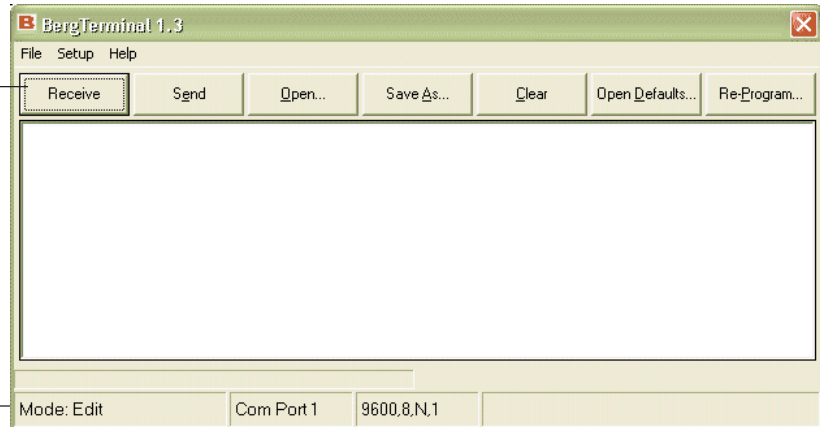 B BergTerminal 1.3
File Setup Help
Receive Send Open... Save As... Clear Open Defaults... Re-Program...
Mode: Edit Com Port 1 9600,8,N,1